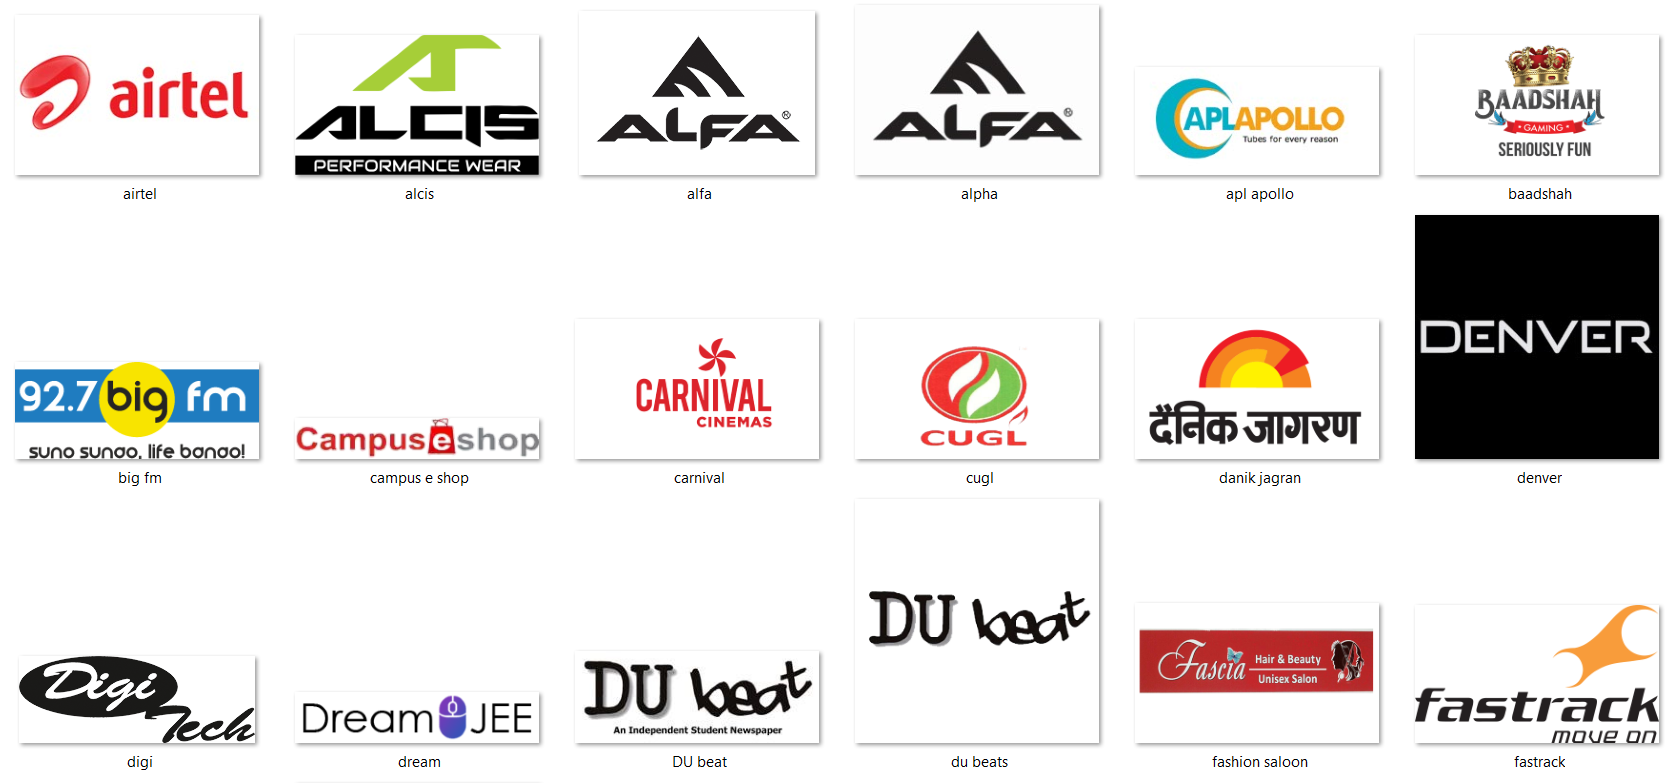 airtel
ALCIS
PERFORMANCE WEAR
ALFA®
ALFA®
APLAPOLLO
Tubes for every reason
BAADSHAH
GAMING
SERIOUSLY FUN
airtel
alcis
alfa
alpha
apl apollo
baadshah
92.7 big fm
suno sunao, life banao!
Campus e shop
CARNIVAL
CINEMAS
CUGL
दैनिक जागरण
DENVER
big fm
campus e shop
carnival
cugl
danik jagran
denver
Digi
Tech
Dream JEE
DU beat
An Independent Student Newspaper
DU beat
Fascia
Hair & Beauty
Unisex Salon
fastrack
move on
digi
dream
DU beat
du beats
fashion saloon
fastrack